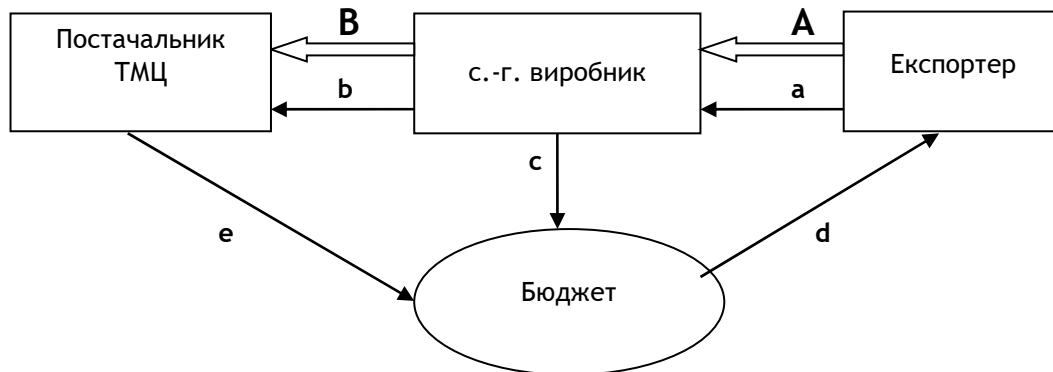 Постачальник
ТМЦ
B
b
с.-г. виробник
A
a
Експортер
c
e
d
Бюджет